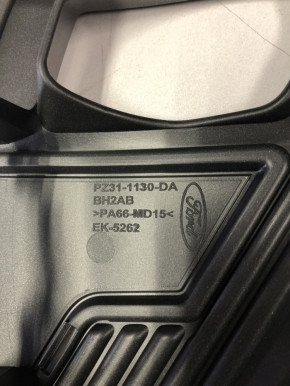 PZ31-1130-DA
BH2AB
>PA66-MD15<
EK-5262
Ford